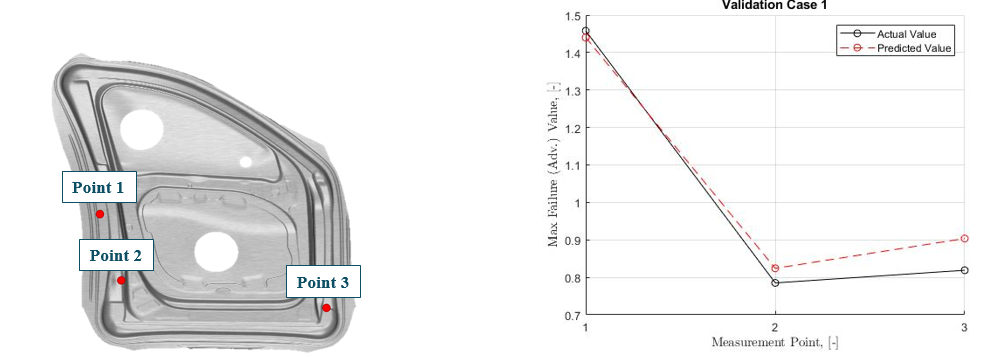 Point 1
Point 2
Point 3
Validation Case 1
Actual Value
Predicted Value
Max Failure (Adv.) Value, [-]
1.5
1.4
1.3
1.2
1.1
1
0.9
0.8
0.7
1
2
3
Measurement Point, [-]